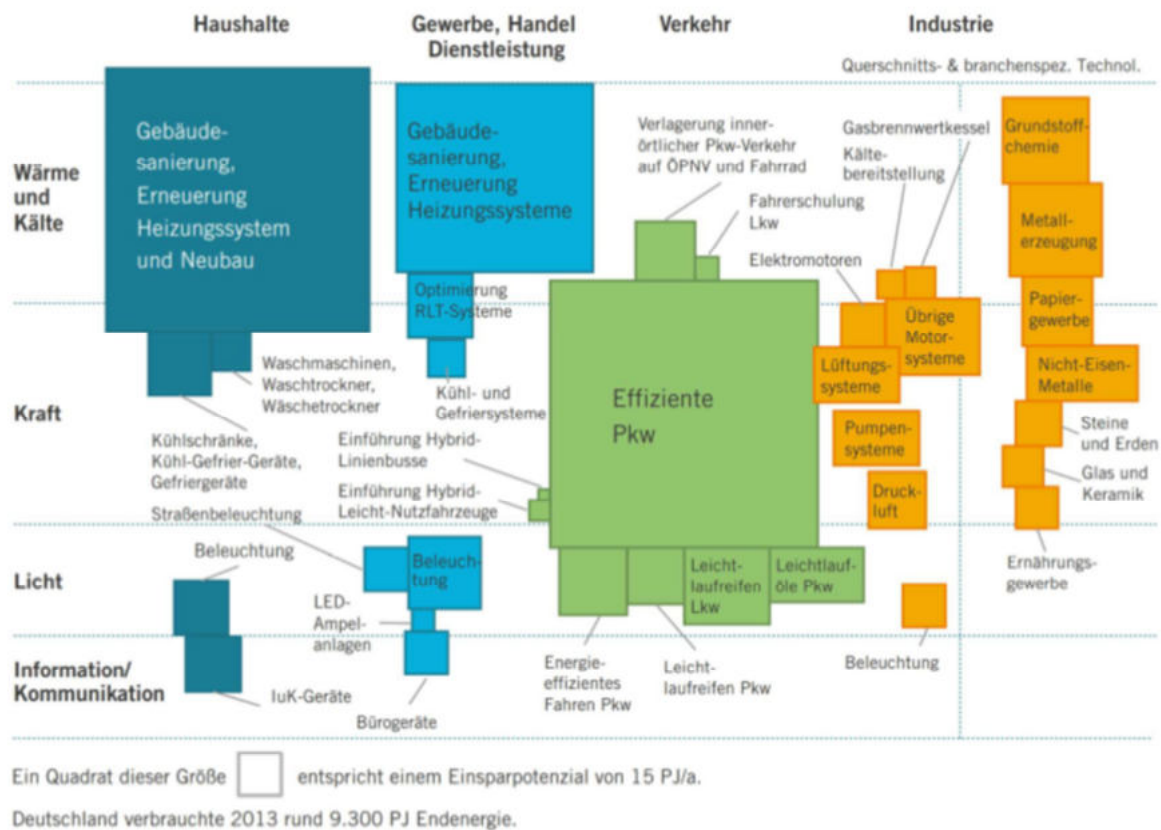 Haushalte
Gewerbe, Handel
Dienstleistung
Verkehr
Industrie
Querschnitts- & branchenspez. Technol.
Wärme
und
Kälte
Gebäude-
sanierung,
Erneuerung
Heizungssystem
und Neubau
Gebäude-
sanierung,
Erneuerung
Heizungssysteme
Verlagerung inner-
örtlicher Pkw-Verkehr
auf ÖPNV und Fahrrad
Fahrerschulung
Lkw
Gasbrennwertkessel
Kälte-
bereitstellung
Elektromotoren
Grundstoff-
chemie
Metall-
erzeugung
Optimierung
RLT-Systeme
Papier-
gewerbe
Kraft
Waschmaschinen,
Waschtrockner,
Wäschetrockner
Kühlschränke,
Kühl-Gefrier-Geräte,
Gefriergeräte
Kühl- und
Gefriersysteme
Einführung Hybrid-
Linienbusse
Einführung Hybrid-
Leicht-Nutzfahrzeuge
Effiziente
Pkw
Übrige
Motor-
systeme
Lüftungs-
systeme
Pumpen-
systeme
Druck-
luft
Nicht-Eisen-
Metalle
Steine
und Erden
Glas und
Keramik
Ernährungs-
gewerbe
Straßenbeleuchtung
Licht
Beleuchtung
Beleuch-
tung
LED-
Ampel-
anlagen
Leicht-
laufreifen
Lkw
Leichtlauf-
öle Pkw
Beleuchtung
Information/
Kommunikation
IuK-Geräte
Bürogeräte
Energie-
effizientes
Fahren Pkw
Leicht-
laufreifen Pkw
Ein Quadrat dieser Größe entspricht einem Einsparpotenzial von 15 PJ/a.
Deutschland verbrauchte 2013 rund 9.300 PJ Endenergie.